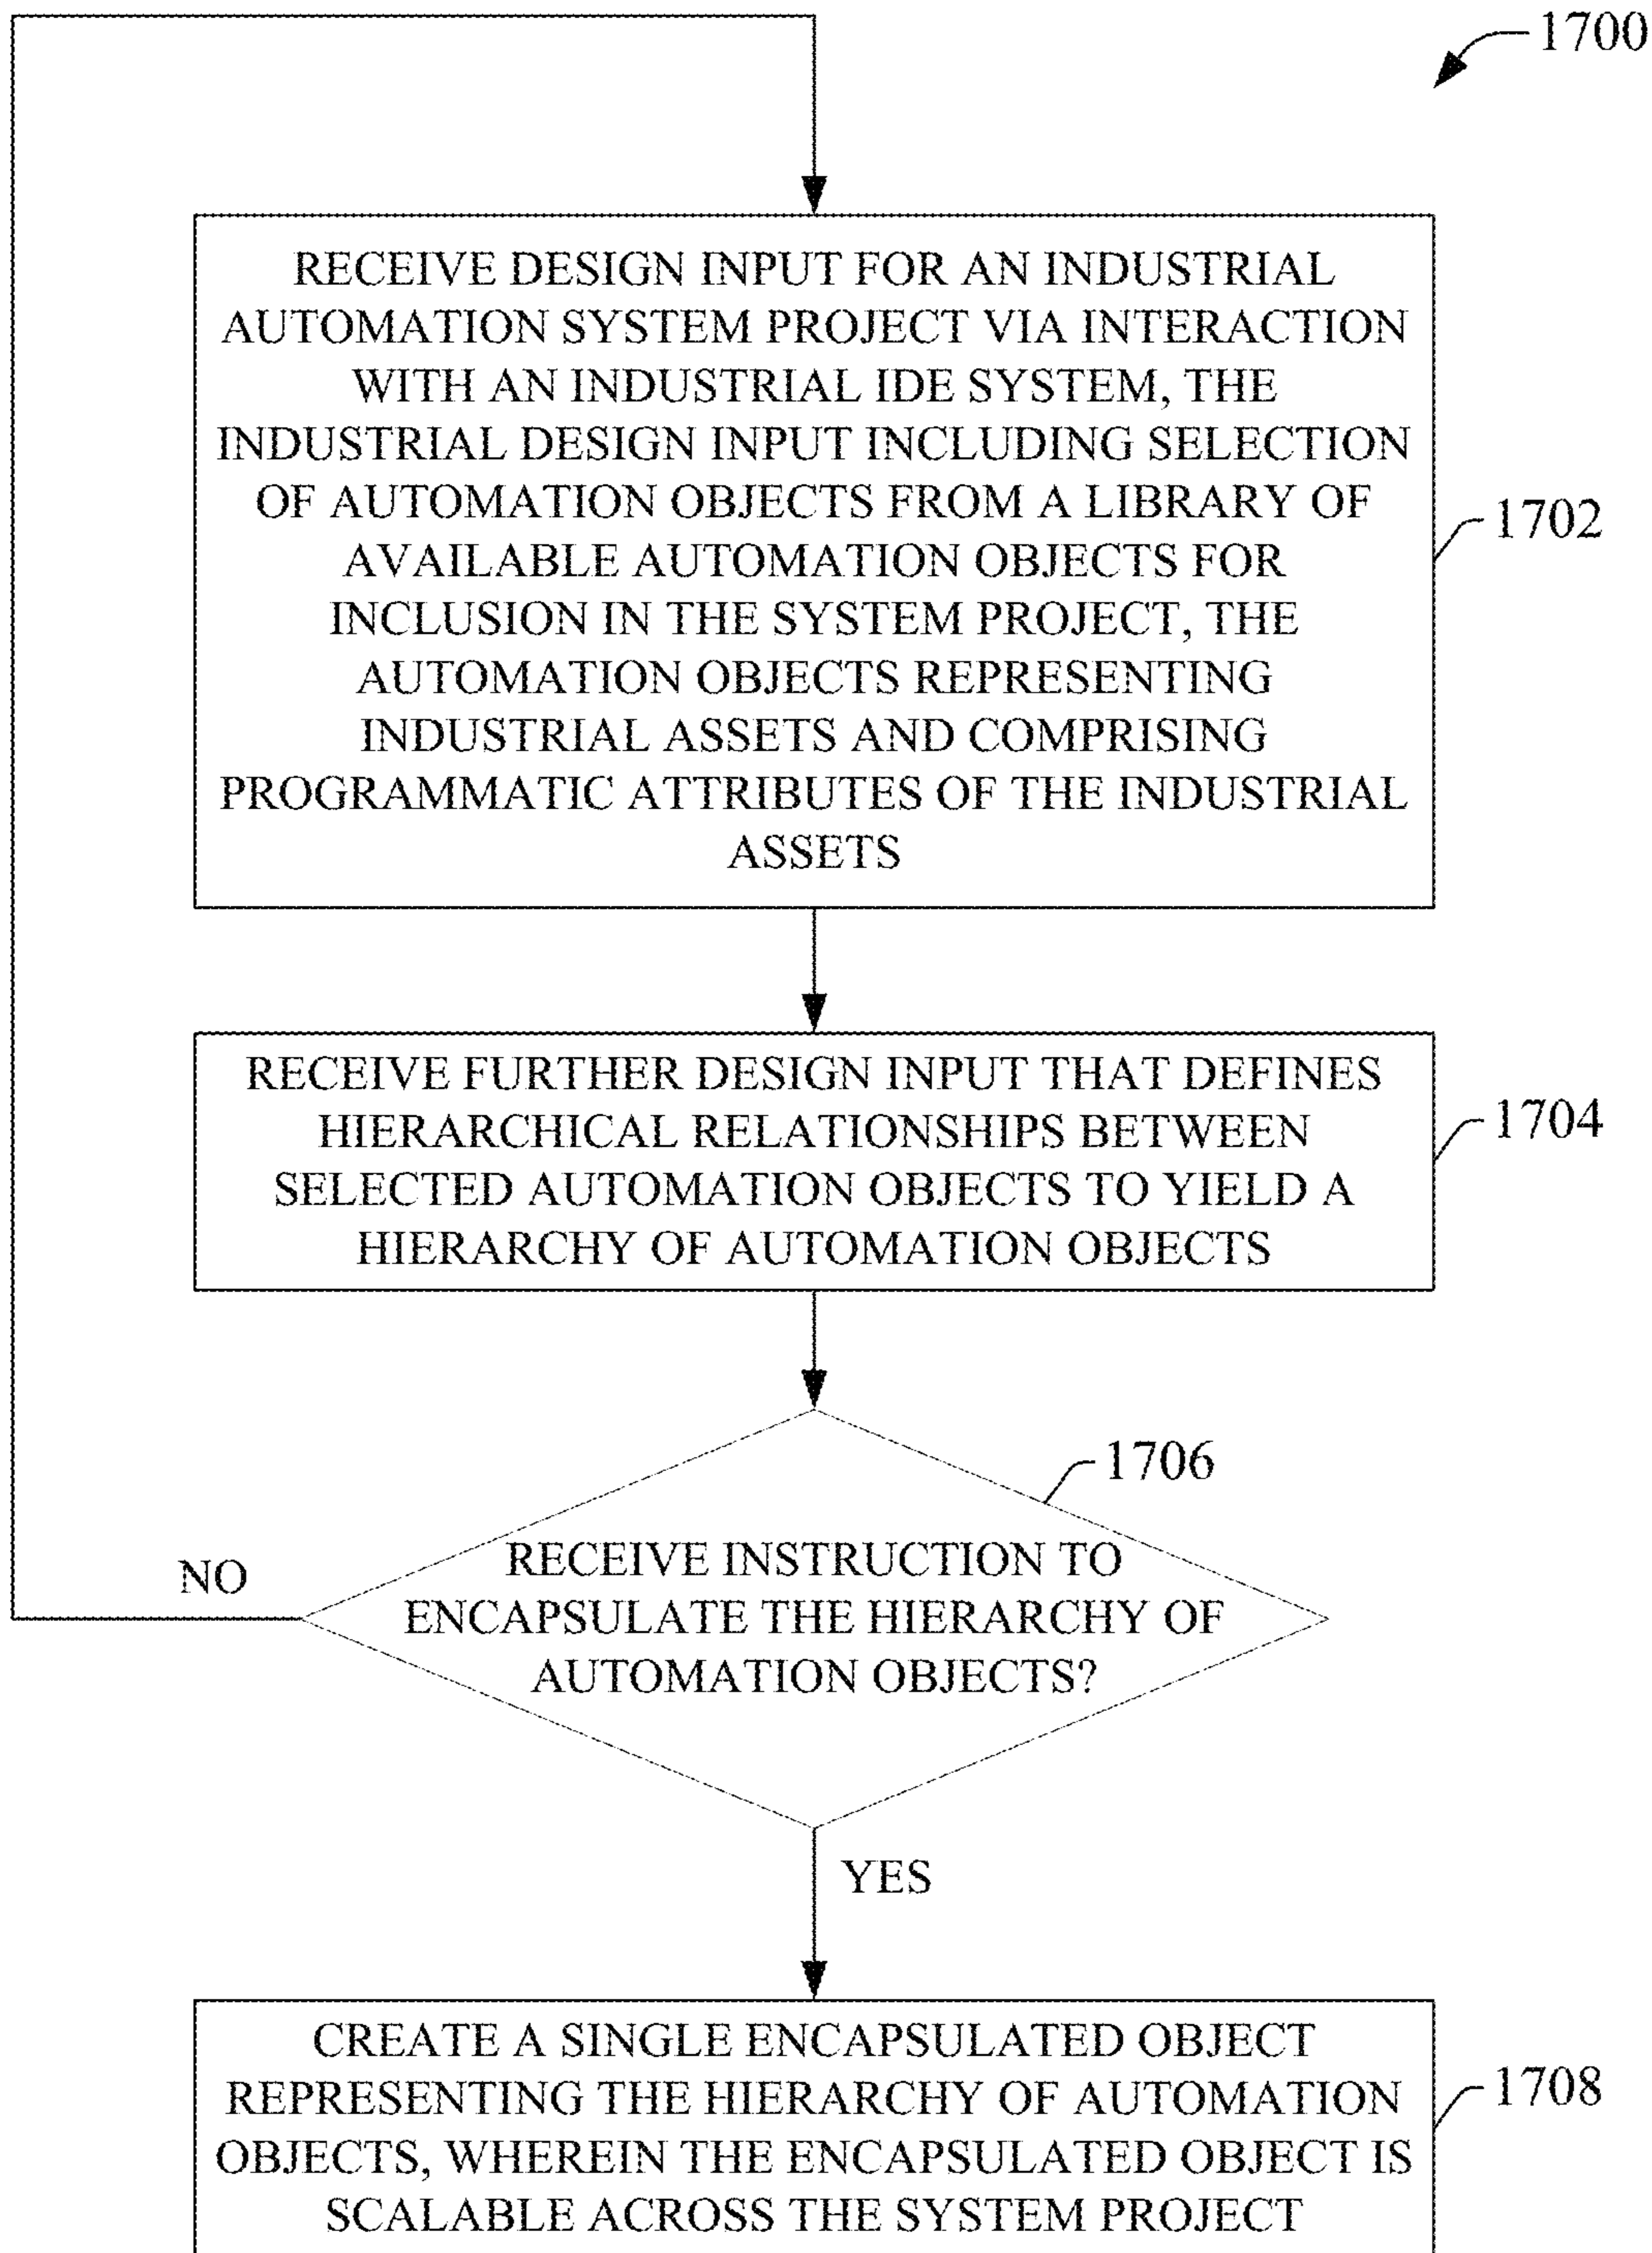 1700
RECEIVE DESIGN INPUT FOR AN INDUSTRIAL
AUTOMATION SYSTEM PROJECT VIA INTERACTION
WITH AN INDUSTRIAL IDE SYSTEM, THE
INDUSTRIAL DESIGN INPUT INCLUDING SELECTION
OF AUTOMATION OBJECTS FROM A LIBRARY OF
AVAILABLE AUTOMATION OBJECTS FOR
INCLUSION IN THE SYSTEM PROJECT, THE
AUTOMATION OBJECTS REPRESENTING
INDUSTRIAL ASSETS AND COMPRISING
PROGRAMMATIC ATTRIBUTES OF THE INDUSTRIAL
ASSETS
1702
RECEIVE FURTHER DESIGN INPUT THAT DEFINES
HIERARCHICAL RELATIONSHIPS BETWEEN
SELECTED AUTOMATION OBJECTS TO YIELD A
HIERARCHY OF AUTOMATION OBJECTS
1704
1706
RECEIVE INSTRUCTION TO
ENCAPSULATE THE HIERARCHY OF
AUTOMATION OBJECTS?
NO
YES
CREATE A SINGLE ENCAPSULATED OBJECT
REPRESENTING THE HIERARCHY OF AUTOMATION
OBJECTS, WHEREIN THE ENCAPSULATED OBJECT IS
SCALABLE ACROSS THE SYSTEM PROJECT
1708